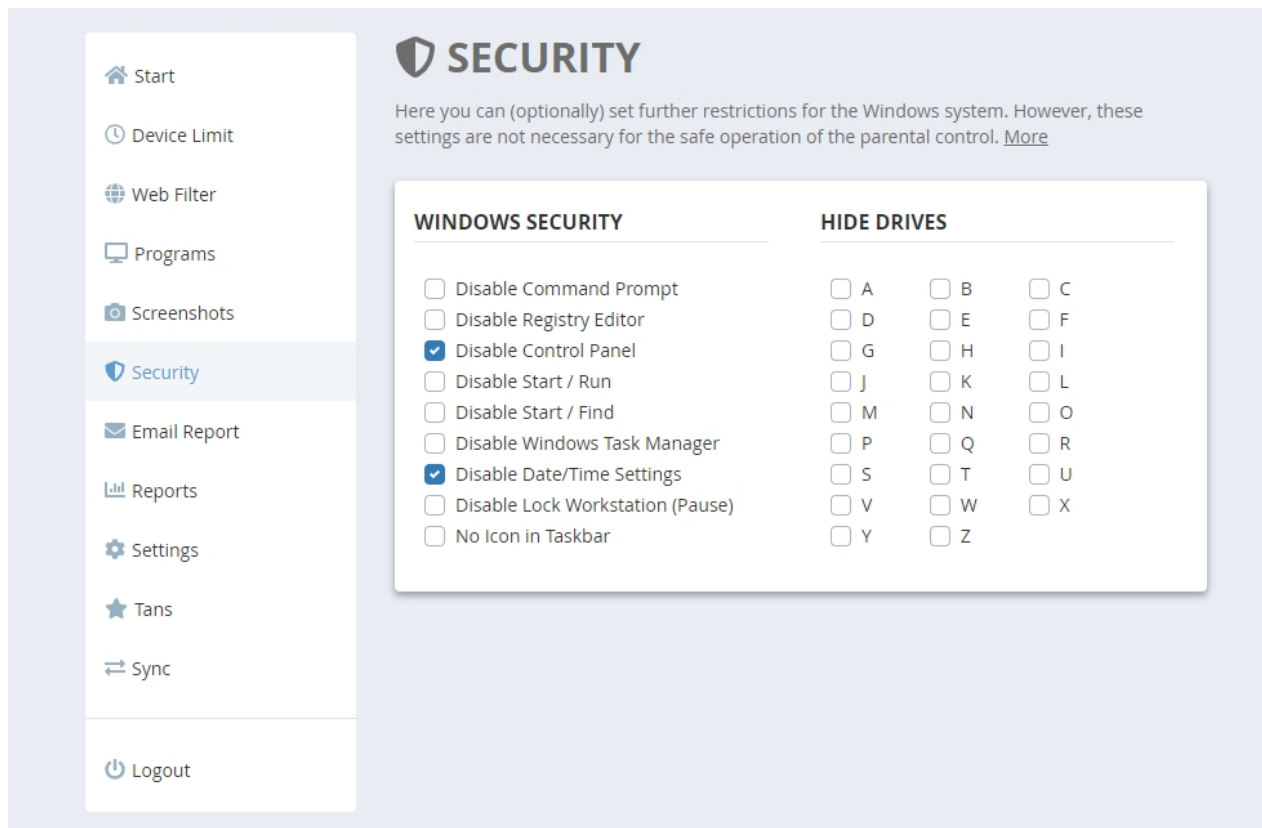 Start
Device Limit
Web Filter
Programs
Screenshots
Security
Email Report
Reports
Settings
Tans
Sync
Logout
SECURITY
Here you can (optionally) set further restrictions for the Windows system. However, these
settings are not necessary for the safe operation of the parental control. More
WINDOWS SECURITY
Disable Command Prompt
Disable Registry Editor
Disable Control Panel
Disable Start / Run
Disable Start / Find
Disable Windows Task Manager
Disable Date/Time Settings
Disable Lock Workstation (Pause)
No Icon in Taskbar
HIDE DRIVES
A B C
D E F
G H I
J K L
M N O
P Q R
S T U
V W X
Y Z